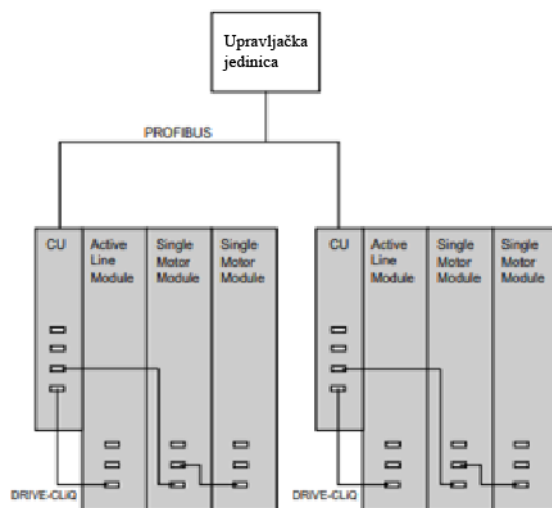 Upravljačka
jedinica
PROFIBUS
CU
Active
Line
Module
Single
Motor
Module
Single
Motor
Module
CU
Active
Line
Module
Single
Motor
Module
Single
Motor
Module
DRIVE-CLiQ
DRIVE-CLiQ